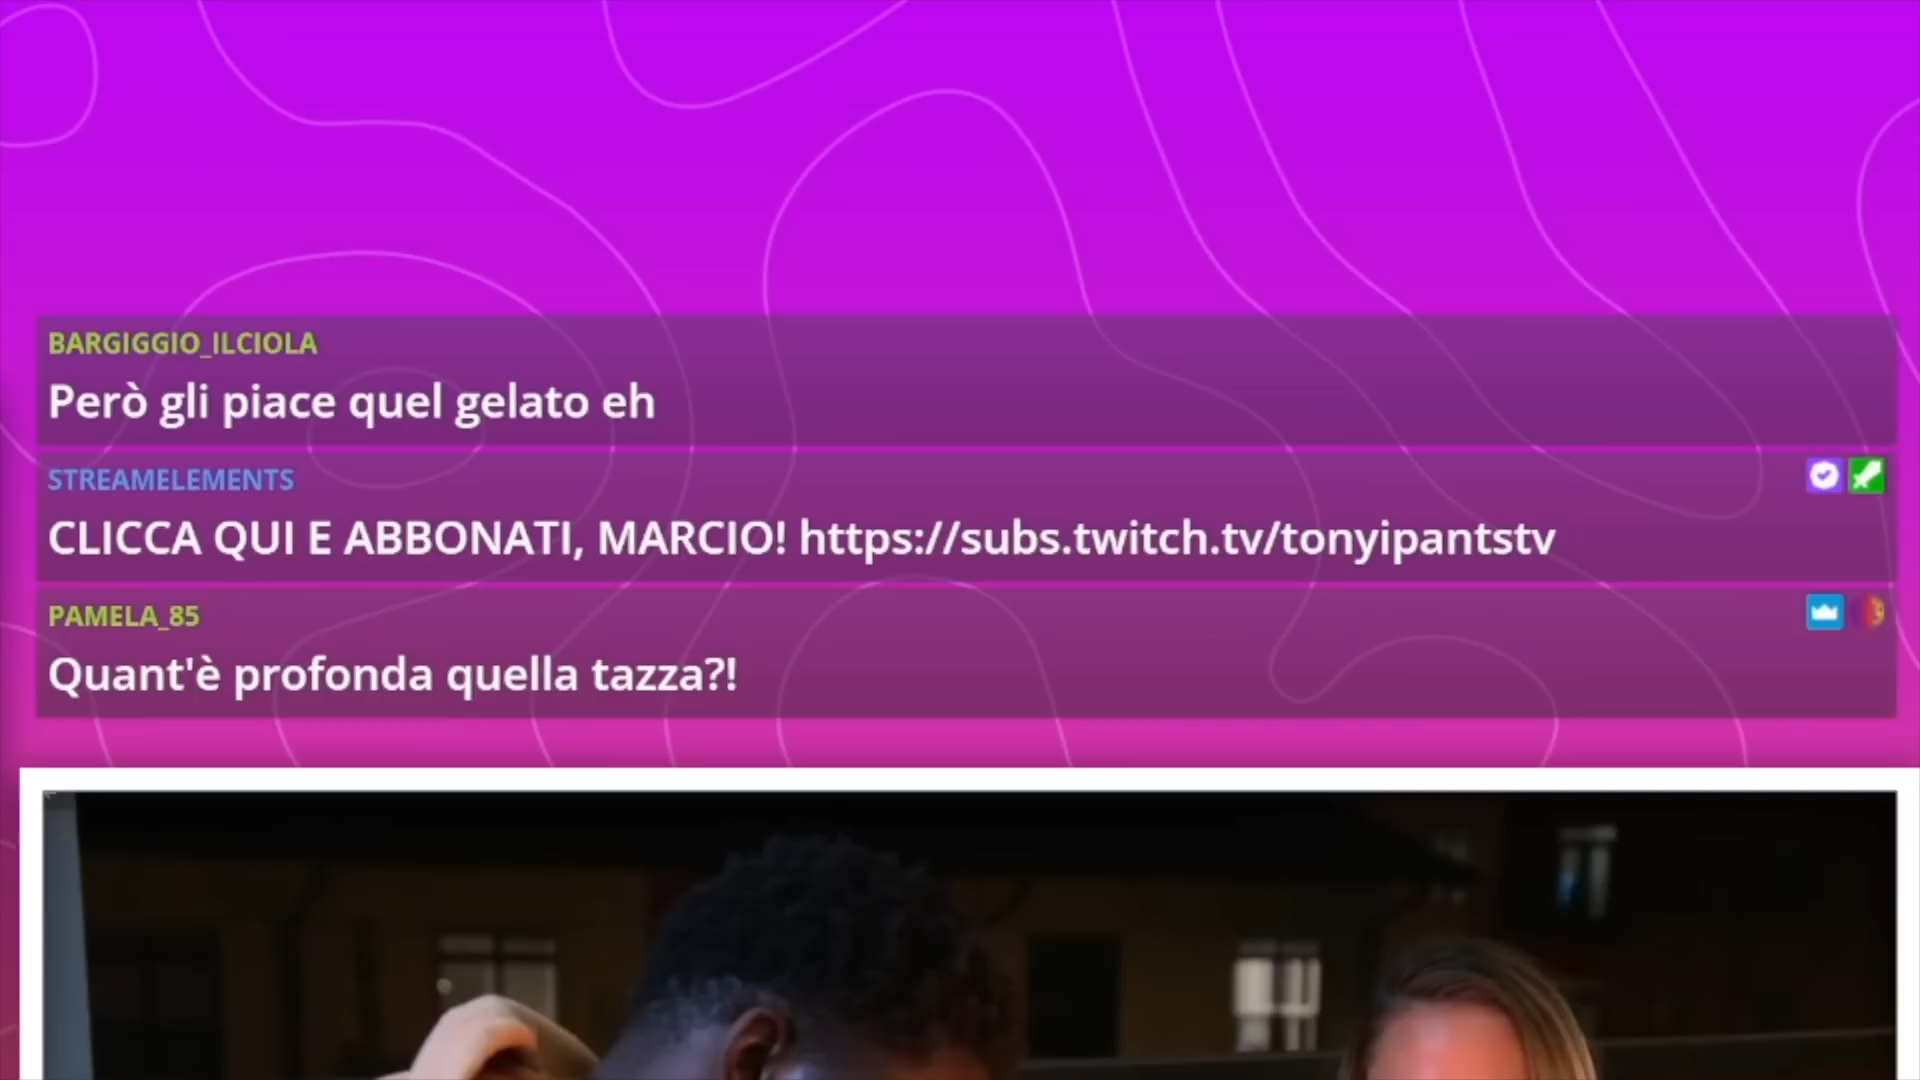 BARGIGGIO_ILCIOLA
Però gli piace quel gelato eh
STREAMELEMENTS
CLICCA QUI E ABBONATI, MARCIO! https://subs.twitch.tv/tonyipantstv
PAMELA_85
Quant'è profonda quella tazza?!